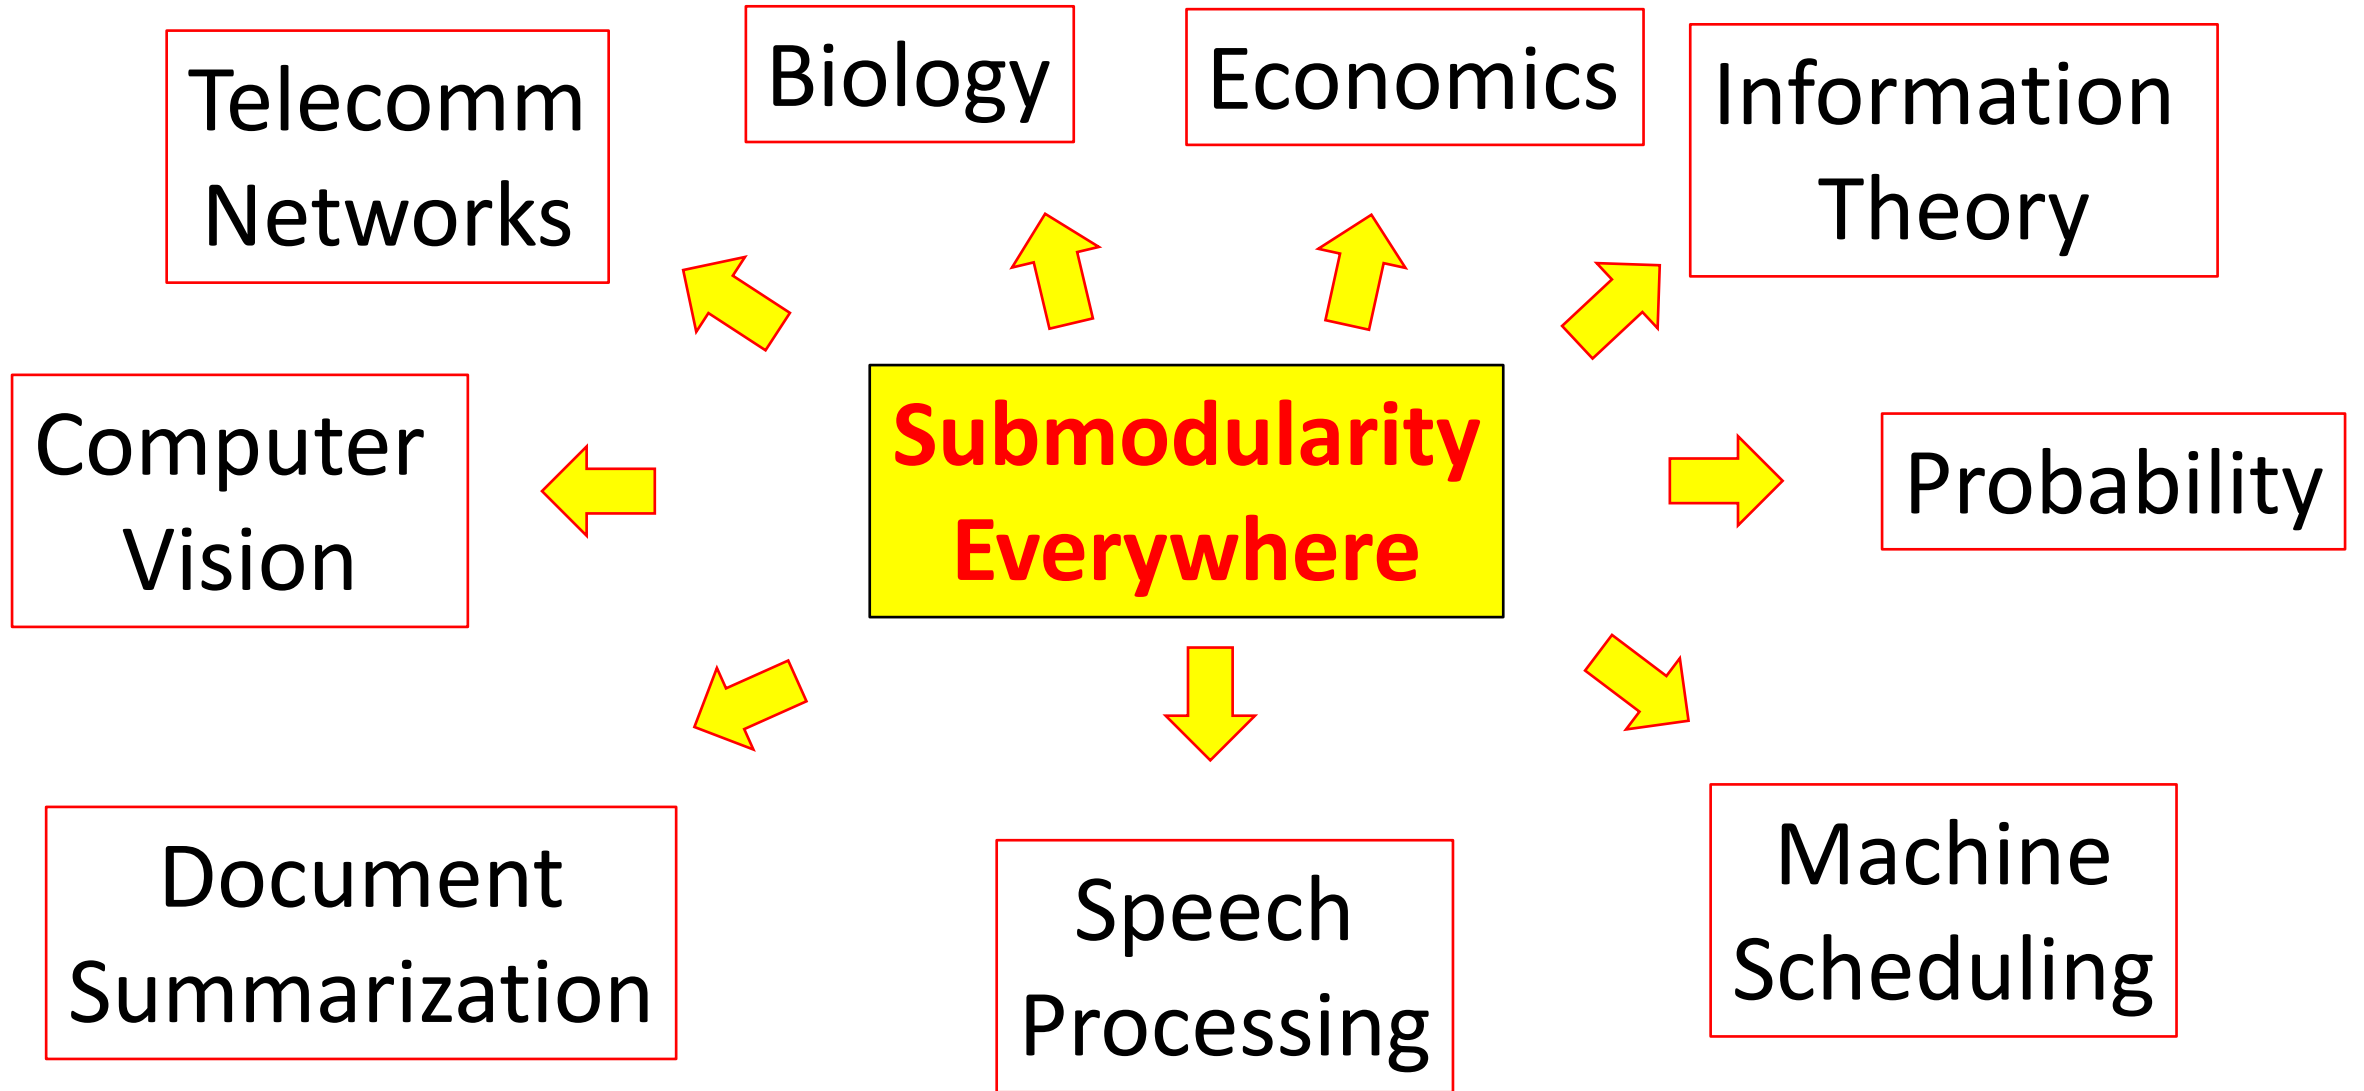 Telecomm
Networks
Biology
Economics
Information
Theory
Computer
Vision
Submodularity
Everywhere
Probability
Document
Summarization
Speech
Processing
Machine
Scheduling